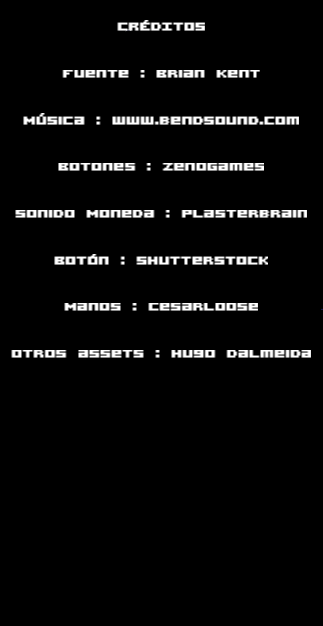 CRÉDITOS
FUENTE : BRIAN KENT
MÚSICA : WWW.BENDSOUND.COM
BOTONES : ZENOGAMES
SONIDO MONEDA : PLASTERBRAIN
BOTÓN : SHUTTERSTOCK
MANOS : CESARLOOSE
OTROS ASSETS : HUGO DALMEIDA